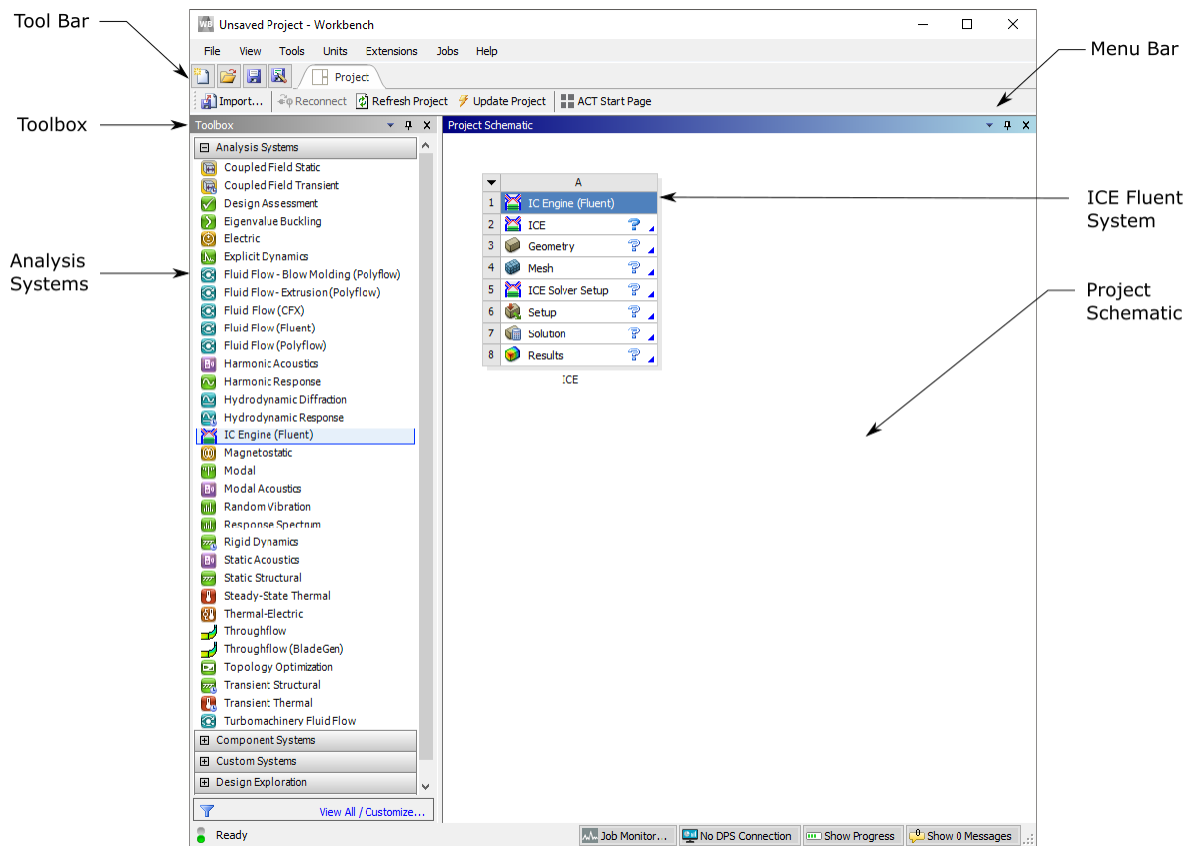 Tool Bar
WB Unsaved Project - Workbench
File View Tools Units Extensions Jobs Help
Menu Bar
Project
Import... Reconnect Refresh Project Update Project ACT Start Page
Toolbox
Toolbox
Project Schematic
Analysis Systems
Coupled Field Static
Coupled Field Transient
Design Assessment
Eigenvalue Buckling
Electric
Explicit Dynamics
Fluid Flow - Blow Molding (Polyflow)
Fluid Flow - Extrusion (Polyflow)
Fluid Flow (CFX)
Fluid Flow (Fluent)
Fluid Flow (Polyflow)
Harmonic Acoustics
Harmonic Response
Hydrodynamic Diffraction
Hydrodynamic Response
IC Engine (Fluent)
Magnetostatic
Modal
Modal Acoustics
Random Vibration
Response Spectrum
Rigid Dynamics
Static Acoustics
Static Structural
Steady-State Thermal
Thermal-Electric
Throughflow
Throughflow (BladeGen)
Topology Optimization
Transient Structural
Transient Thermal
Turbomachinery Fluid Flow
Component Systems
Custom Systems
Design Exploration
View All / Customize...
Analysis
Systems
A
1 IC Engine (Fluent)
2 ICE ?
3 Geometry ?
4 Mesh ?
5 ICE Solver Setup ?
6 Setup ?
7 Solution ?
8 Results ?
ICE
ICE Fluent
System
Project
Schematic
Ready
Job Monitor... No DPS Connection Show Progress 0 Show 0 Messages